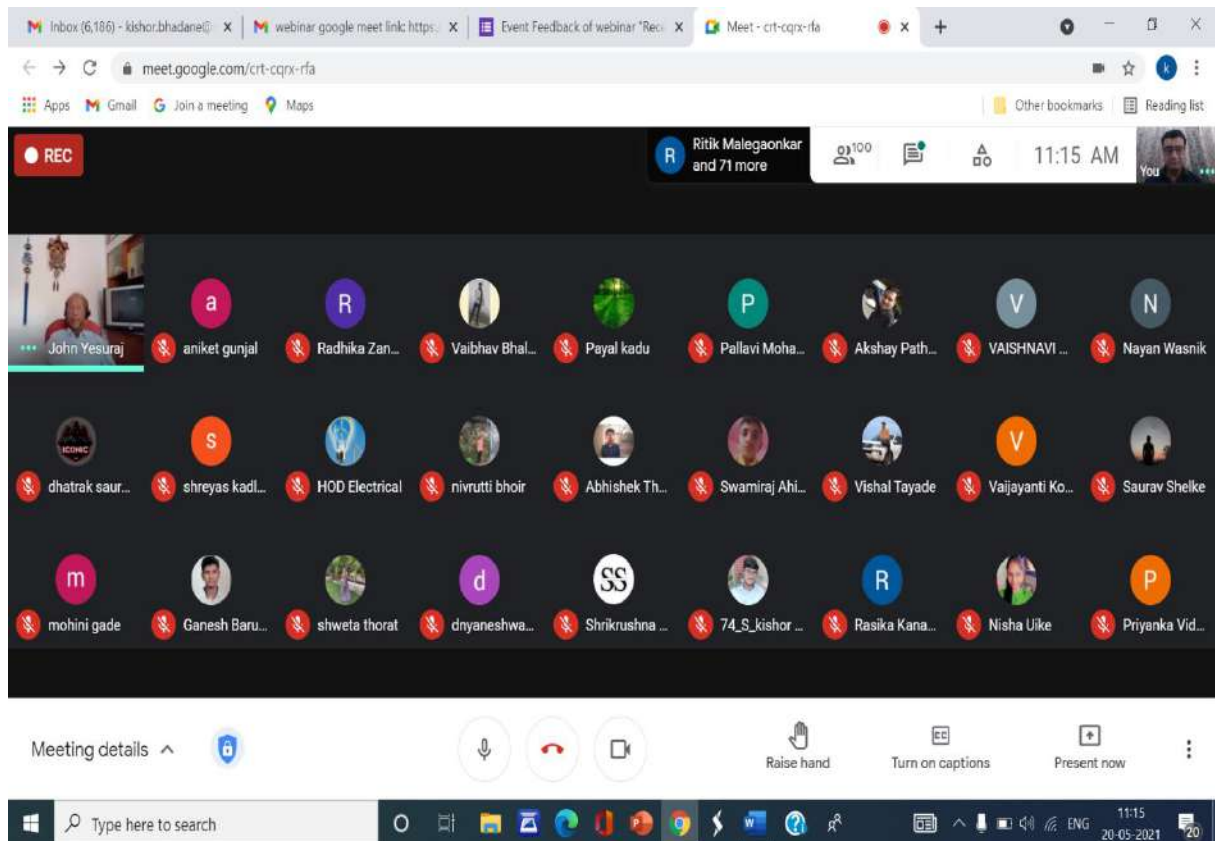 Inbox (6,186) - kishor.bhadane@
webinar google meet link: https:
Event Feedback of webinar "Rece
Meet - crt-cqrx-rfa
meet.google.com/crt-cqrx-rfa
k
Apps
Gmail
Join a meeting
Maps
Other bookmarks
Reading list
REC
R
Ritik Malegaonkar
and 71 more
100
11:15 AM
You
a
R
P
V
N
John Yesuraj
aniket gunjal
Radhika Zan...
Vaibhav Bhal...
Payal kadu
Pallavi Moha...
Akshay Path...
VAISHNAVI ...
Nayan Wasnik
ICONIC
s
V
dhatrak saur...
shreyas kadl...
HOD Electrical
nivrutti bhoir
Abhishek Th...
Swamiraj Ahi...
Vishal Tayade
Vaijayanti Ko...
Saurav Shelke
m
d
SS
R
P
mohini gade
Ganesh Baru...
shweta thorat
dnyaneshwa...
Shrikrushna ...
74_S_kishor ...
Rasika Kana...
Nisha Uike
Priyanka Vid...
Meeting details
Raise hand
CC
Turn on captions
Present now
Type here to search
ENG
11:15
20-05-2021
20